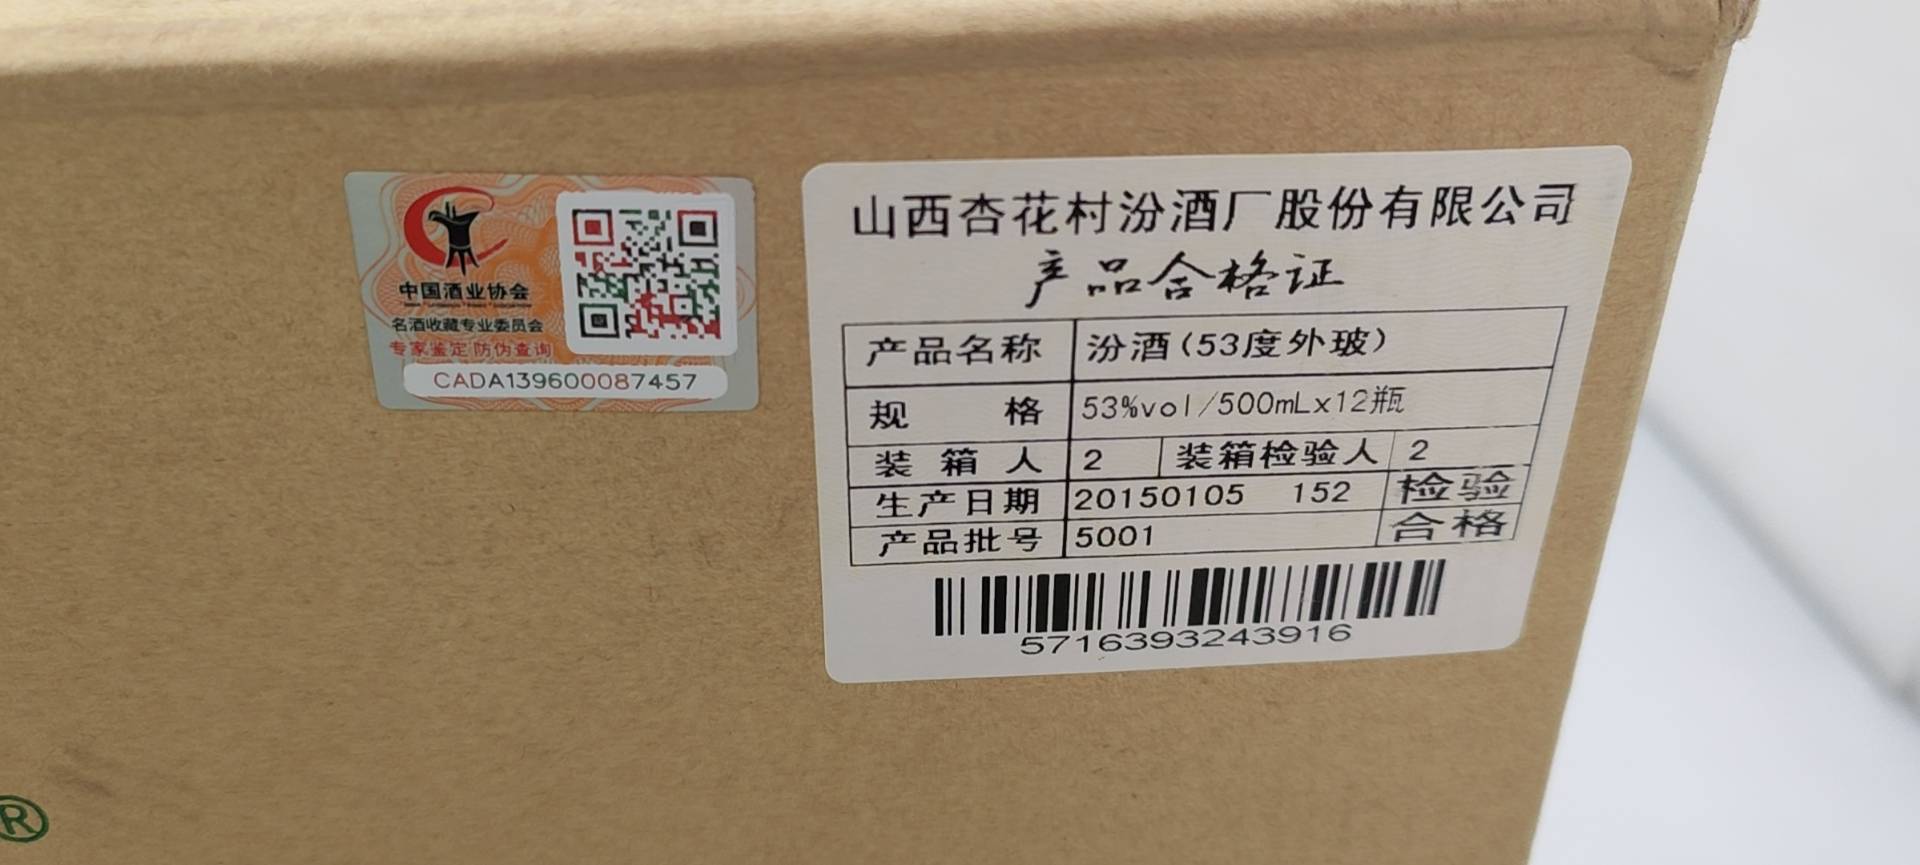 中国酒业协会
名酒收藏专业委员会
专家鉴定 防伪查询
CADA139600087457
山西杏花村汾酒厂股份有限公司
产品合格证
产品名称 汾酒(53度外玻)
规 格 53%vol/500mLx12瓶
装 箱 人 2 装箱检验人 2
生产日期 20150105 152 检验
产品批号 5001 合格
5716393243916
®